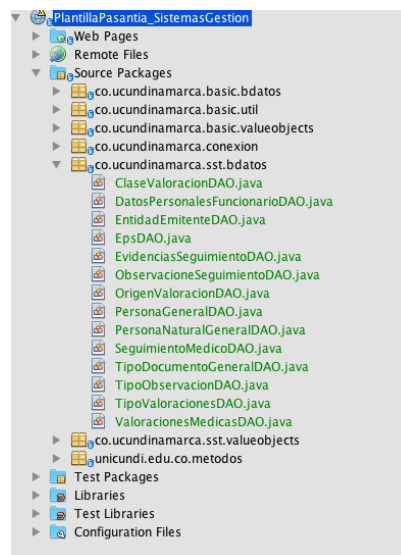 PlantillaPasantia_SistemasGestion
Web Pages
Remote Files
Source Packages
co.ucundinamarca.basic.bdatos
co.ucundinamarca.basic.util
co.ucundinamarca.basic.valueobjects
co.ucundinamarca.conexion
co.ucundinamarca.sst.bdatos
ClaseValoracionDAO.java
DatosPersonalesFuncionarioDAO.java
EntidadEmitenteDAO.java
EpsDAO.java
EvidenciasSeguimientoDAO.java
ObservacioneSeguimientoDAO.java
OrigenValoracionDAO.java
PersonaGeneralDAO.java
PersonaNaturalGeneralDAO.java
SeguimientoMedicoDAO.java
TipoDocumentoGeneralDAO.java
TipoObservacionDAO.java
TipoValoracionesDAO.java
ValoracionesMedicasDAO.java
co.ucundinamarca.sst.valueobjects
unicundi.edu.co.metodos
Test Packages
Libraries
Test Libraries
Configuration Files